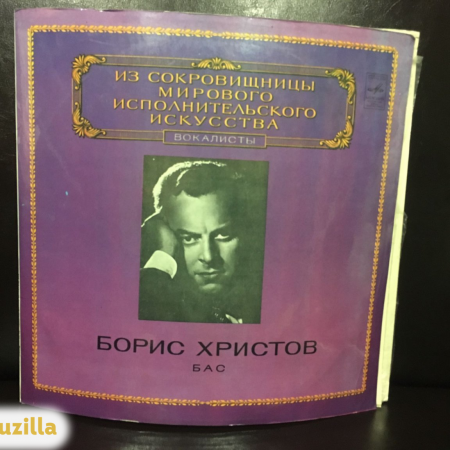 ИЗ СОКРОВИЩНИЦЫ
МИРОВОГО
ИСПОЛНИТЕЛЬСКОГО
ИСКУССТВА
ВОКАЛИСТЫ
БОРИС ХРИСТОВ
БАС
uzilla